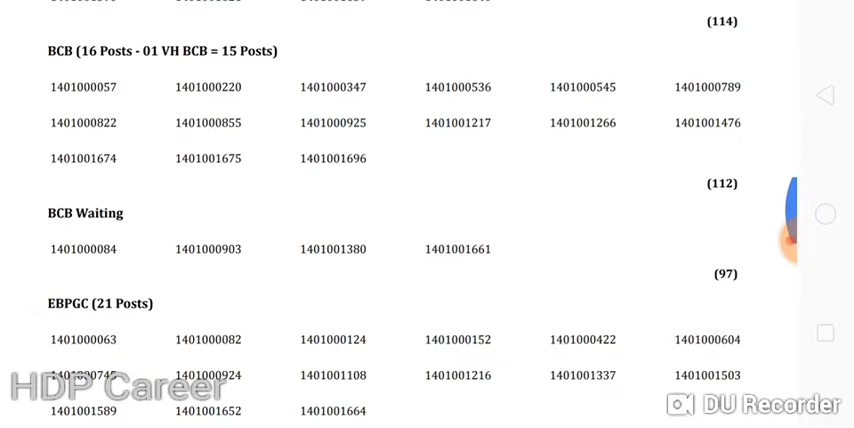 (114)
BCB (16 Posts - 01 VH BCB = 15 Posts)
1401000057 1401000220 1401000347 1401000536 1401000545 1401000789
1401000822 1401000855 1401000925 1401001217 1401001266 1401001476
1401001674 1401001675 1401001696
(112)
BCB Waiting
1401000084 1401000903 1401001380 1401001661
(97)
EBPGC (21 Posts)
1401000063 1401000082 1401000124 1401000152 1401000422 1401000604
1401000924 1401001108 1401001216 1401001337 1401001503
HDP Career
DU Recorder
1401001589 1401001652 1401001664